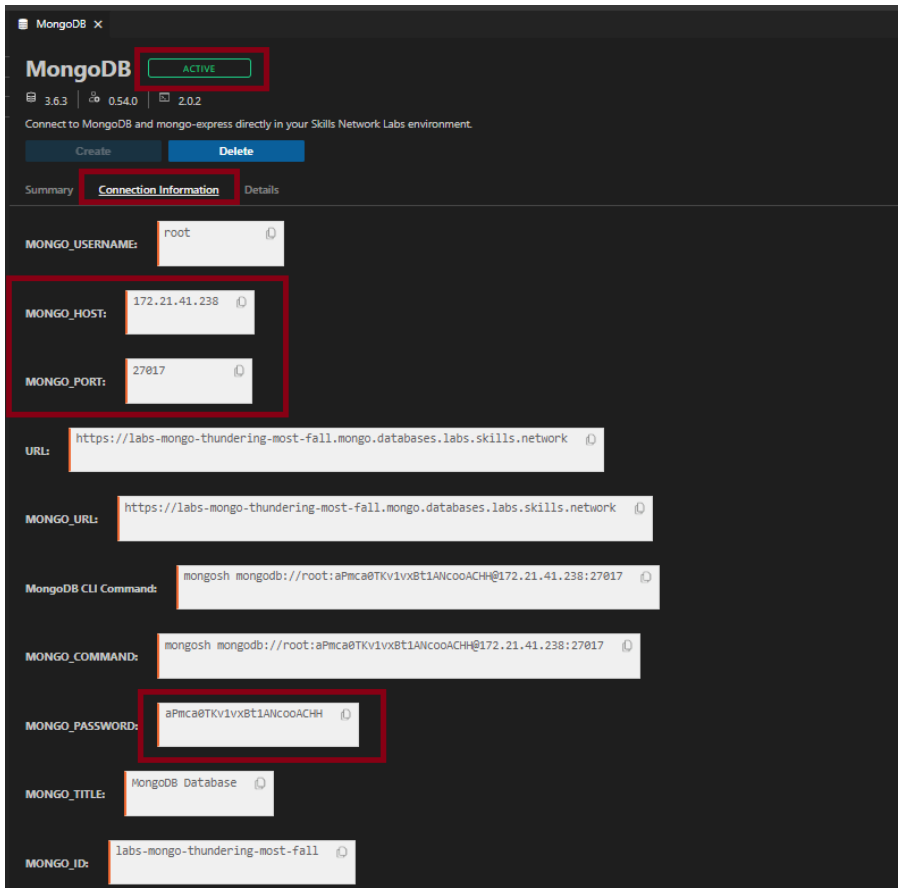 MongoDB
MongoDB ACTIVE
3.6.3 0.54.0 2.0.2
Connect to MongoDB and mongo-express directly in your Skills Network Labs environment.
Create Delete
Summary Connection Information Details
MONGO_USERNAME: root
MONGO_HOST: 172.21.41.238
MONGO_PORT: 27017
URL: https://labs-mongo-thundering-most-fall.mongo.databases.labs.skills.network
MONGO_URL: https://labs-mongo-thundering-most-fall.mongo.databases.labs.skills.network
MongoDB CLI Command: mongosh mongodb://root:aPmca0TKv1vxBt1ANcooACHH@172.21.41.238:27017
MONGO_COMMAND: mongosh mongodb://root:aPmca0TKv1vxBt1ANcooACHH@172.21.41.238:27017
MONGO_PASSWORD: aPmca0TKv1vxBt1ANcooACHH
MONGO_TITLE: MongoDB Database
MONGO_ID: labs-mongo-thundering-most-fall